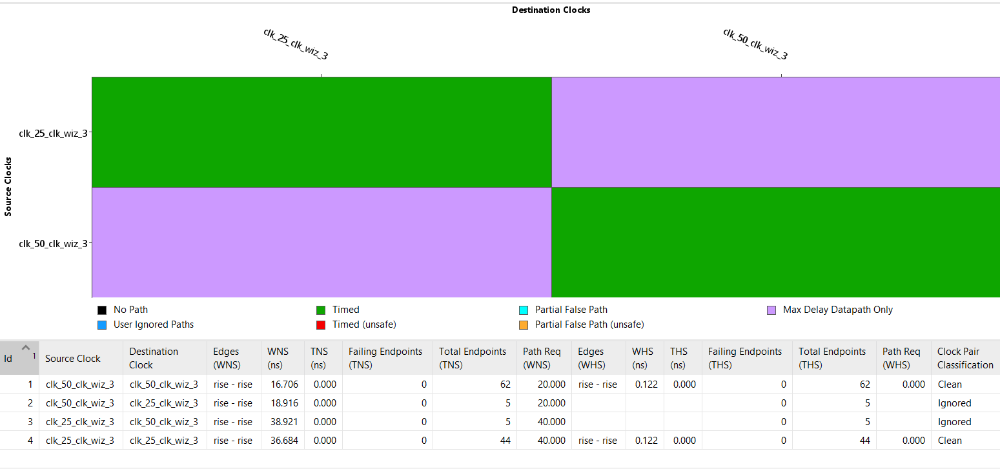 Destination Clocks
clk_25_clk_wiz_3
clk_50_clk_wiz_3
Source Clocks
clk_25_clk_wiz_3
clk_50_clk_wiz_3
No Path Timed Partial False Path Max Delay Datapath Only
User Ignored Paths Timed (unsafe) Partial False Path (unsafe)
Id 1 Source Clock Destination Clock Edges (WNS) WNS (ns) TNS (ns) Failing Endpoints (TNS) Total Endpoints (TNS) Path Req (WNS) Edges (WHS) WHS (ns) THS (ns) Failing Endpoints (THS) Total Endpoints (THS) Path Req (WHS) Clock Pair Classification
1 clk_50_clk_wiz_3 clk_50_clk_wiz_3 rise - rise 16.706 0.000 0 62 20.000 rise - rise 0.122 0.000 0 62 0.000 Clean
2 clk_50_clk_wiz_3 clk_25_clk_wiz_3 rise - rise 18.916 0.000 0 5 20.000 0 5 Ignored
3 clk_25_clk_wiz_3 clk_50_clk_wiz_3 rise - rise 38.921 0.000 0 5 40.000 0 5 Ignored
4 clk_25_clk_wiz_3 clk_25_clk_wiz_3 rise - rise 36.684 0.000 0 44 40.000 rise - rise 0.122 0.000 0 44 0.000 Clean